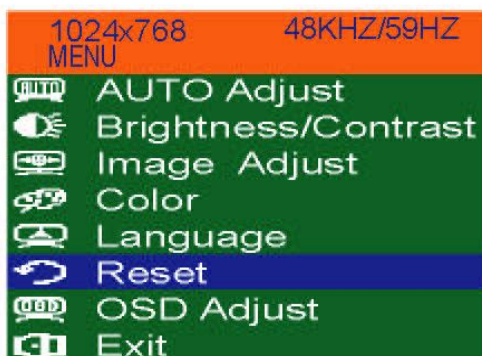 1024x768 48KHZ/59HZ
MENU
AUTO Adjust
Brightness/Contrast
Image Adjust
Color
Language
Reset
OSD Adjust
Exit